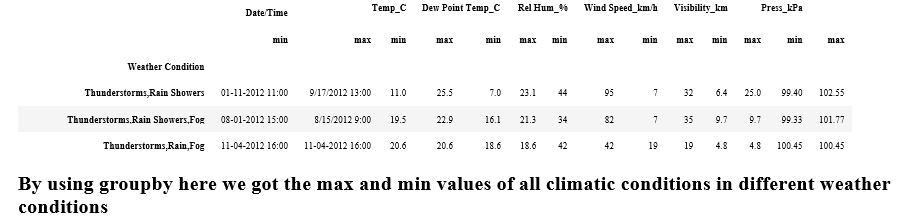 Date/Time Temp_C Dew Point Temp_C Rel Hum_% Wind Speed_km/h Visibility_km Press_kPa
min max min max min max min max min max min max min max
Weather Condition
Thunderstorms,Rain Showers 01-11-2012 11:00 9/17/2012 13:00 11.0 25.5 7.0 23.1 44 95 7 32 6.4 25.0 99.40 102.55
Thunderstorms,Rain Showers,Fog 08-01-2012 15:00 8/15/2012 9:00 19.5 22.9 16.1 21.3 34 82 7 35 9.7 9.7 99.33 101.77
Thunderstorms,Rain,Fog 11-04-2012 16:00 11-04-2012 16:00 20.6 20.6 18.6 18.6 42 42 19 19 4.8 4.8 100.45 100.45
By using groupby here we got the max and min values of all climatic conditions in different weather
conditions